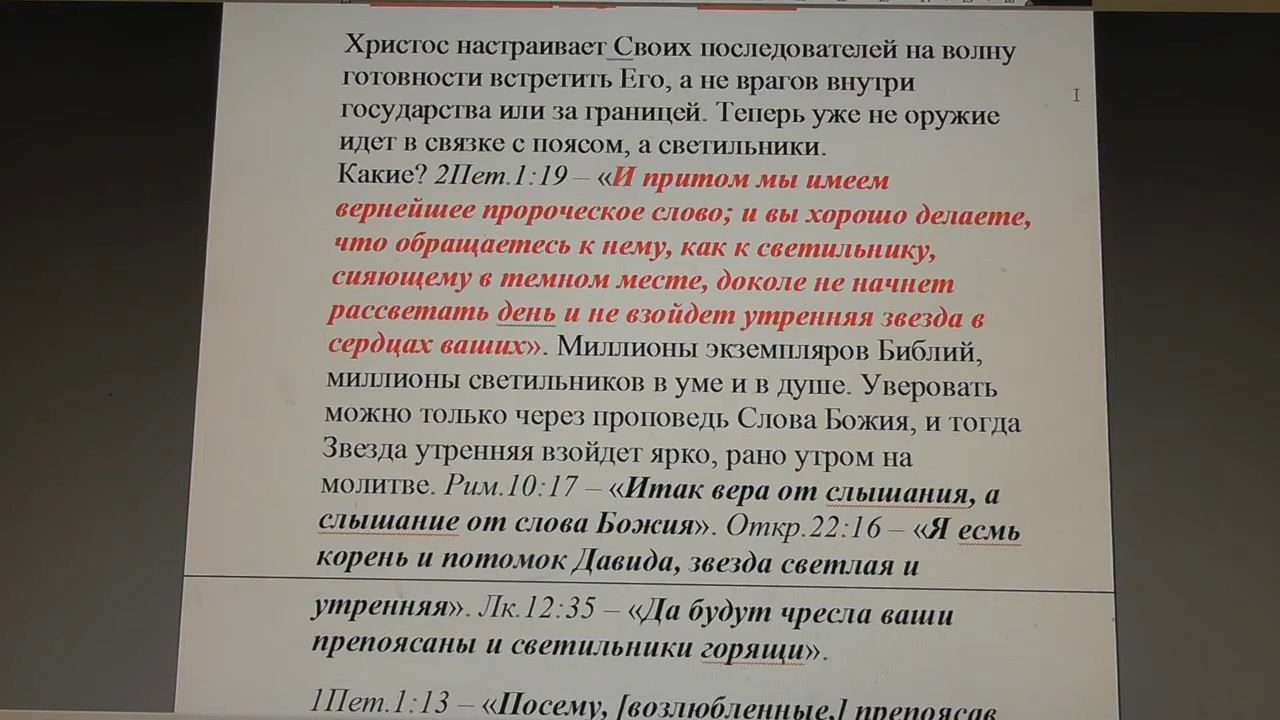 Христос настраивает Своих последователей на волну
готовности встретить Его, а не врагов внутри
государства или за границей. Теперь уже не оружие
идет в связке с поясом, а светильники.
Какие? 2Пет.1:19 – «И притом мы имеем
вернейшее пророческое слово; и вы хорошо делаете,
что обращаетесь к нему, как к светильнику,
сияющему в темном месте, доколе не начнет
рассветать день и не взойдет утренняя звезда в
сердцах ваших». Миллионы экземпляров Библий,
миллионы светильников в уме и в душе. Уверовать
можно только через проповедь Слова Божия, и тогда
Звезда утренняя взойдет ярко, рано утром на
молитве. Рим.10:17 – «Итак вера от слышания, а
слышание от слова Божия». Откр.22:16 – «Я есмь
корень и потомок Давида, звезда светлая и
утренняя». Лк.12:35 – «Да будут чресла ваши
препоясаны и светильники горящи».
1Пет.1:13 – «Посему, [возлюбленные,] препоясав